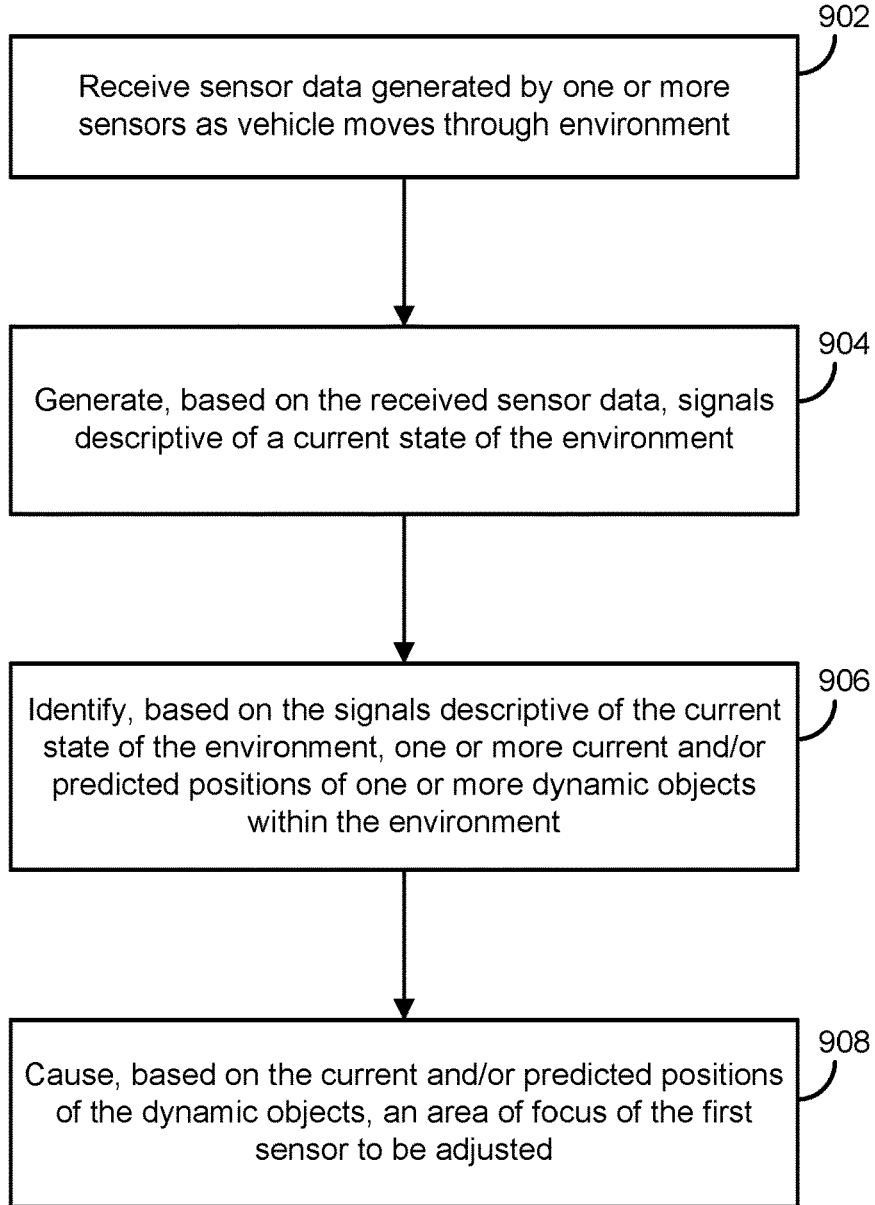 902
Receive sensor data generated by one or more
sensors as vehicle moves through environment
904
Generate, based on the received sensor data, signals
descriptive of a current state of the environment
906
Identify, based on the signals descriptive of the current
state of the environment, one or more current and/or
predicted positions of one or more dynamic objects
within the environment
908
Cause, based on the current and/or predicted positions
of the dynamic objects, an area of focus of the first
sensor to be adjusted